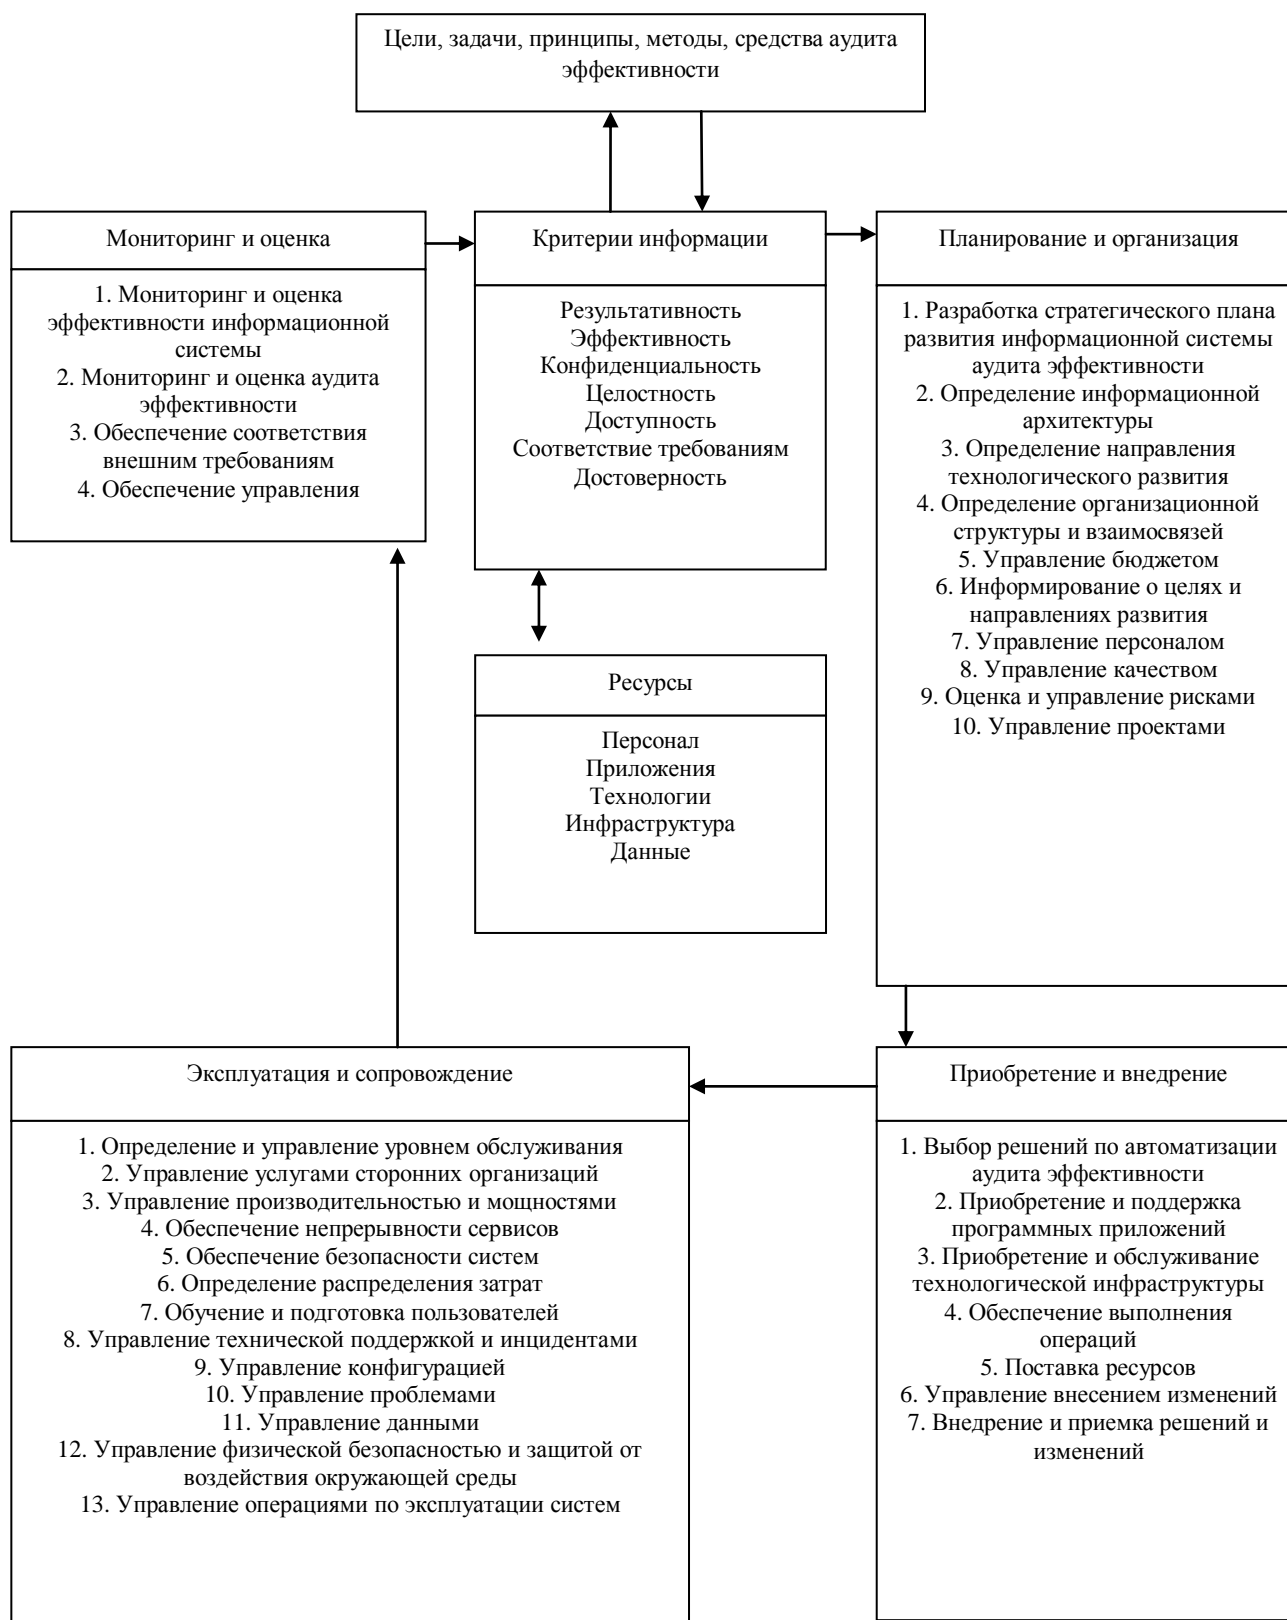 Цели, задачи, принципы, методы, средства аудита
эффективности
Мониторинг и оценка
1. Мониторинг и оценка
эффективности информационной
системы
2. Мониторинг и оценка аудита
эффективности
3. Обеспечение соответствия
внешним требованиям
4. Обеспечение управления
Критерии информации
Результативность
Эффективность
Конфиденциальность
Целостность
Доступность
Соответствие требованиям
Достоверность
Планирование и организация
1. Разработка стратегического плана
развития информационной системы
аудита эффективности
2. Определение информационной
архитектуры
3. Определение направления
технологического развития
4. Определение организационной
структуры и взаимосвязей
5. Управление бюджетом
6. Информирование о целях и
направлениях развития
7. Управление персоналом
8. Управление качеством
9. Оценка и управление рисками
10. Управление проектами
Ресурсы
Персонал
Приложения
Технологии
Инфраструктура
Данные
Эксплуатация и сопровождение
1. Определение и управление уровнем обслуживания
2. Управление услугами сторонних организаций
3. Управление производительностью и мощностями
4. Обеспечение непрерывности сервисов
5. Обеспечение безопасности систем
6. Определение распределения затрат
7. Обучение и подготовка пользователей
8. Управление технической поддержкой и инцидентами
9. Управление конфигурацией
10. Управление проблемами
11. Управление данными
12. Управление физической безопасностью и защитой от
воздействия окружающей среды
13. Управление операциями по эксплуатации систем
Приобретение и внедрение
1. Выбор решений по автоматизации
аудита эффективности
2. Приобретение и поддержка
программных приложений
3. Приобретение и обслуживание
технологической инфраструктуры
4. Обеспечение выполнения
операций
5. Поставка ресурсов
6. Управление внесением изменений
7. Внедрение и приемка решений и
изменений